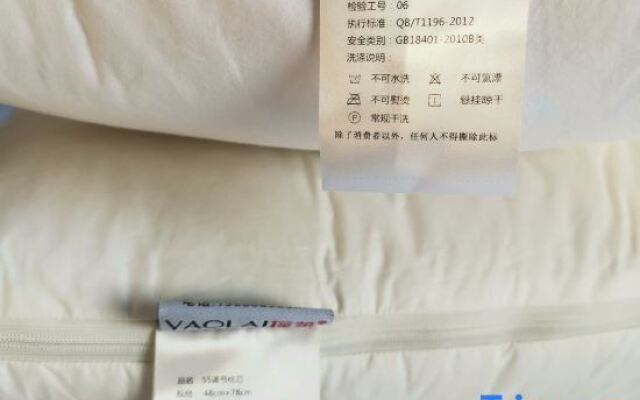 检验工号：06
执行标准：QB/T1196-2012
安全类别：GB18401-2010B类
洗涤说明：
不可水洗 不可氯漂
不可熨烫 悬挂晾干
P 常规干洗
除了消费者以外，任何人不得撕除此标
VAOLAI
48cm×78cm